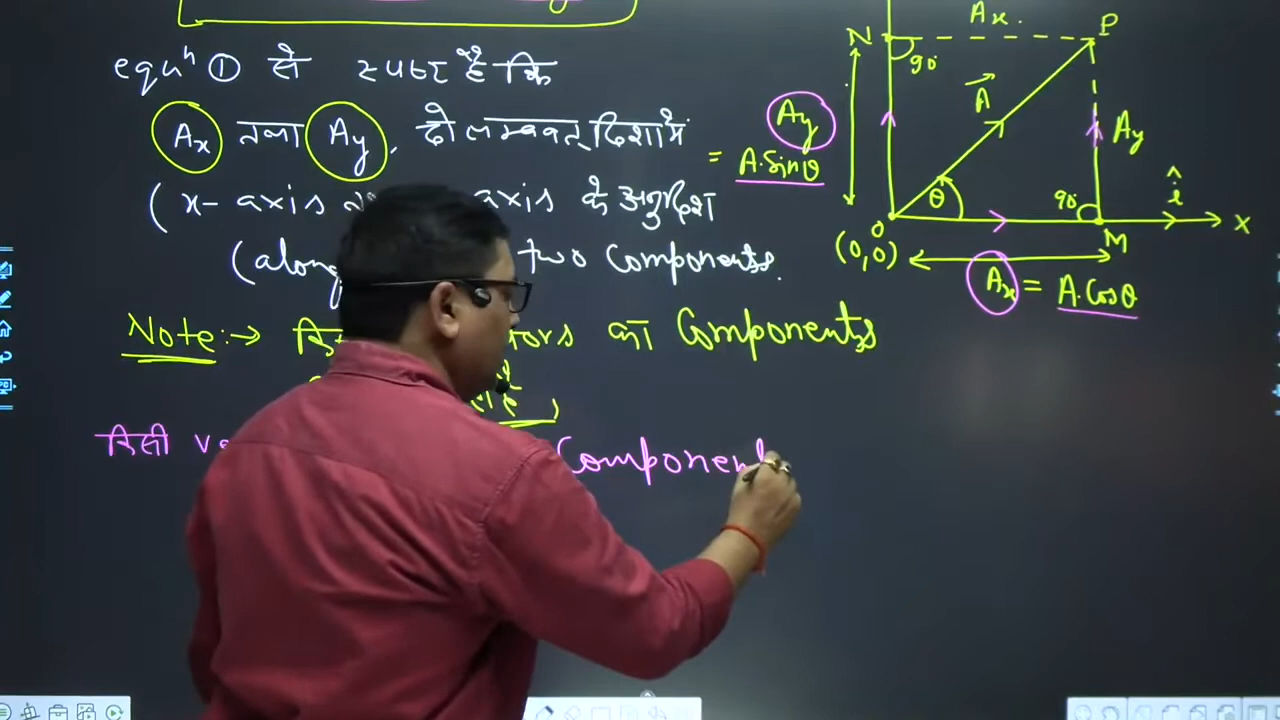 equⁿ ① से स्पष्ट है कि
Ax तथा Ay, दो लम्बवत् दिशा में
(x- axis axis के अनुदिश
(along two components.
Note:→ का Components
है)
किसी Component
N Ax. P
90°
A⃗
Ay
= A.Sinθ
Ay
θ
90°
î
O M X
(0,0)
Ax = A.Cosθ